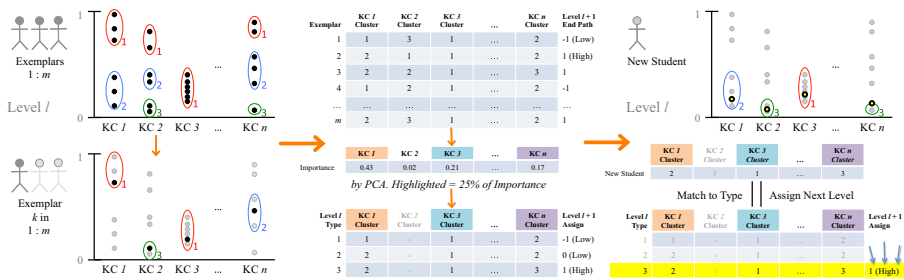 1
2
1
2
3
1
...
1
2
3
Exemplars
1 : m
Level l
KC 1 KC 2 KC 3 KC n
1
3
1
...
2
Exemplar
k in
1 : m
KC 1 KC 2 KC 3 KC n
Exemplar KC 1 Cluster KC 2 Cluster KC 3 Cluster ... KC n Cluster Level l + 1 End Path
1 1 3 1 ... 2 -1 (Low)
2 2 1 1 ... 2 1 (High)
3 2 2 1 ... 3 1
4 1 2 1 ... 2 -1
... ... ... ... ... ... ...
m 2 3 1 ... 2 1
KC 1 KC 2 KC 3 ... KC n
Cluster Cluster Cluster Cluster
Importance 0.43 0.02 0.21 ... 0.17
by PCA. Highlighted = 25% of Importance
Level l Type KC 1 Cluster KC 2 Cluster KC 3 Cluster ... KC n Cluster Level l + 1 Assign
1 1 - 1 ... 2 -1 (Low)
2 2 - 1 ... 2 0 (Low)
3 2 - 1 ... 3 1 (High)
New Student
Level l
2
3
1
...
3
KC 1 KC 2 KC 3 KC n
KC 1 KC 2 KC 3 ... KC n
Cluster Cluster Cluster Cluster
New Student 2 1 1 ... 3
Match to Type Assign Next Level
Level l Type KC 1 Cluster KC 2 Cluster KC 3 Cluster ... KC n Cluster Level l + 1 Assign
1 1 - 1 ... 2
2 2 - 1 ... 2
3 2 - 1 ... 3 1 (High)